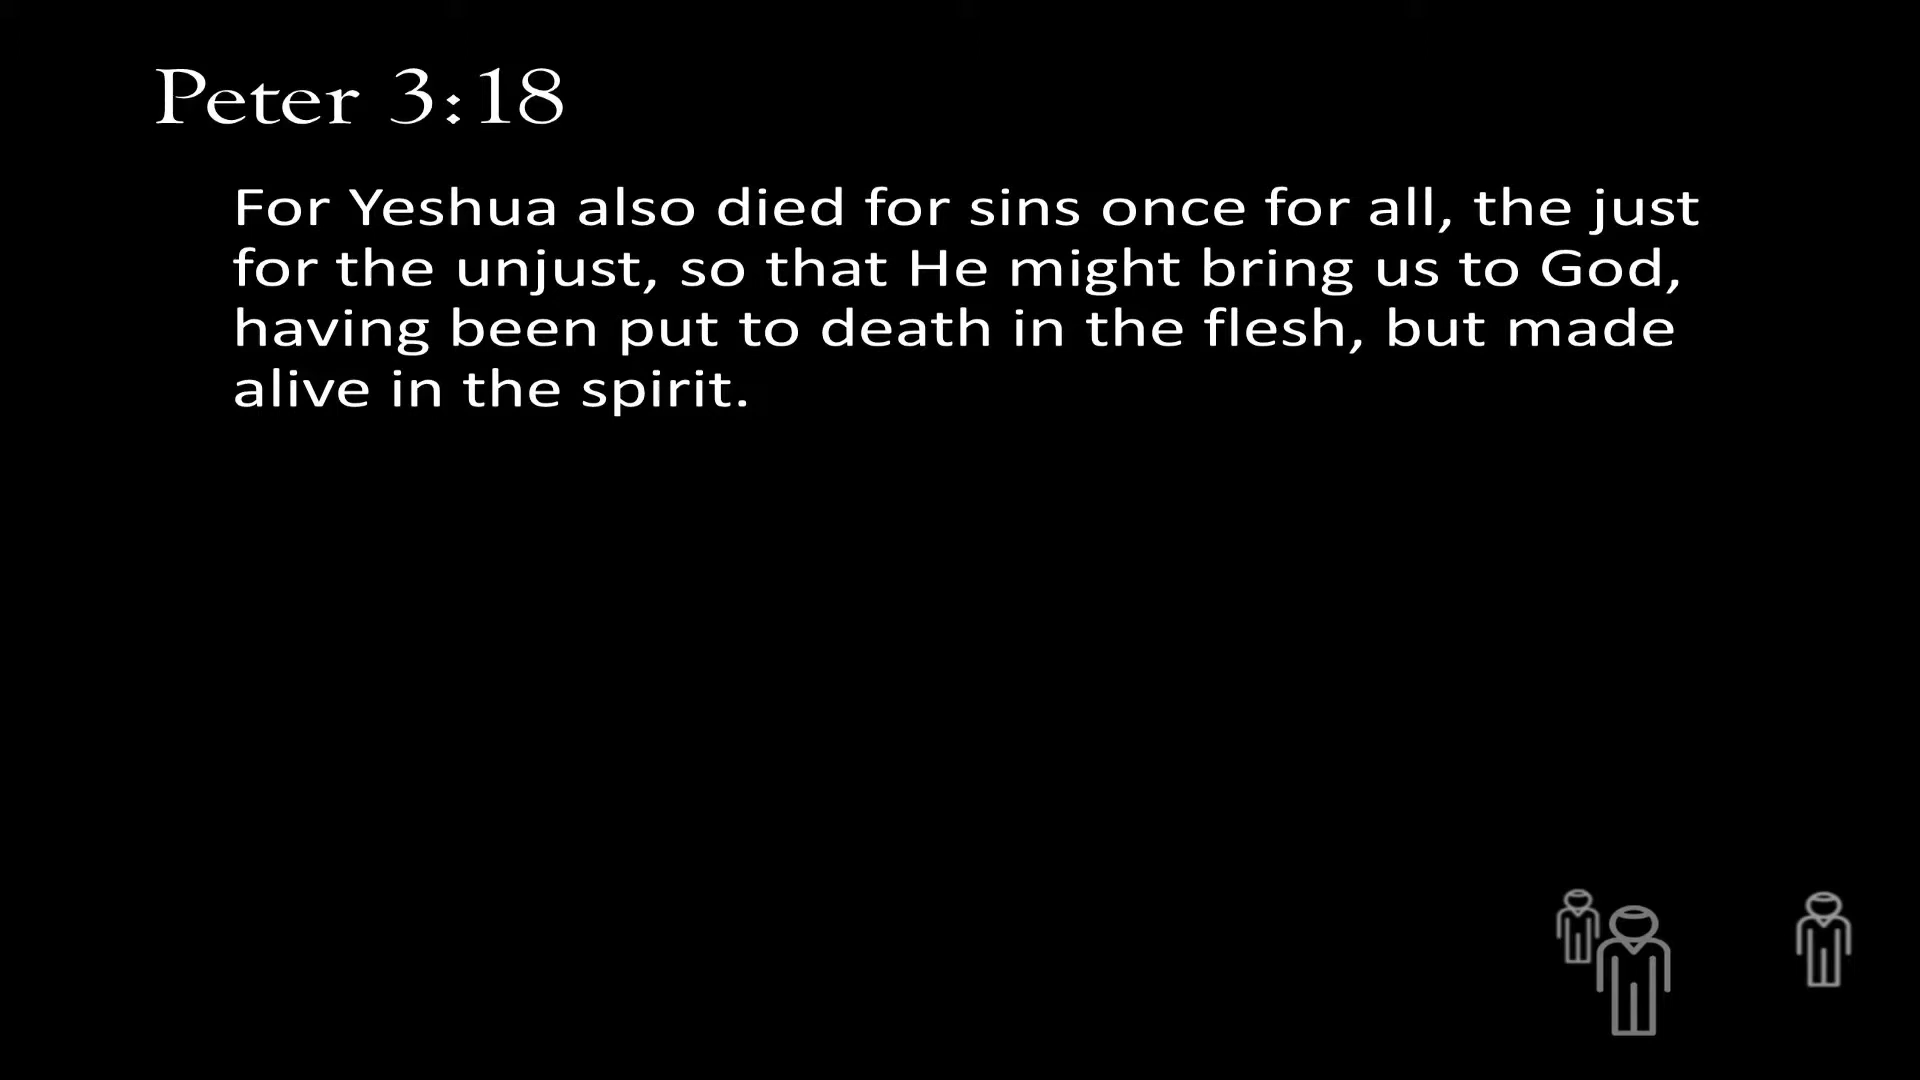 Peter 3:18
For Yeshua also died for sins once for all, the just
for the unjust, so that He might bring us to God,
having been put to death in the flesh, but made
alive in the spirit.